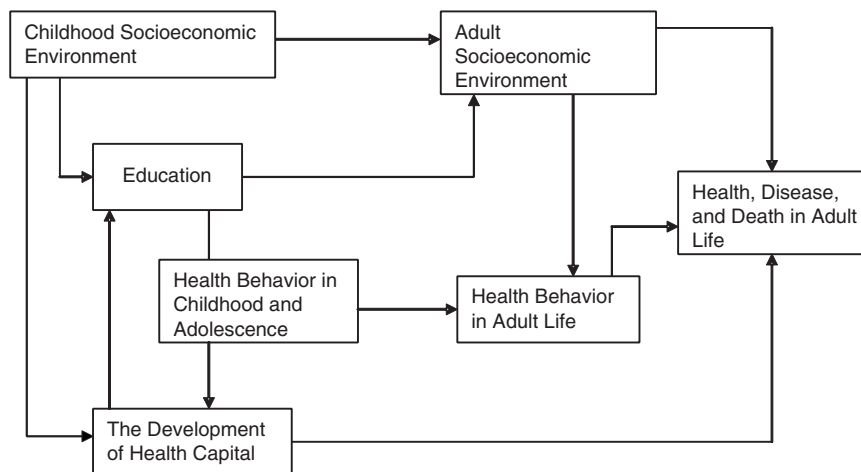 Childhood Socioeconomic
Environment
Adult
Socioeconomic
Environment
Education
Health, Disease,
and Death in Adult
Life
Health Behavior in
Childhood and
Adolescence
Health Behavior
in Adult Life
The Development
of Health Capital